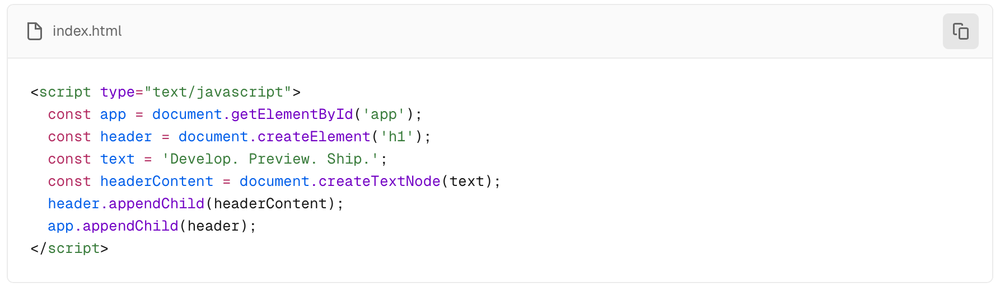 index.html
<script type="text/javascript">
  const app = document.getElementById('app');
  const header = document.createElement('h1');
  const text = 'Develop. Preview. Ship.';
  const headerContent = document.createTextNode(text);
  header.appendChild(headerContent);
  app.appendChild(header);
</script>